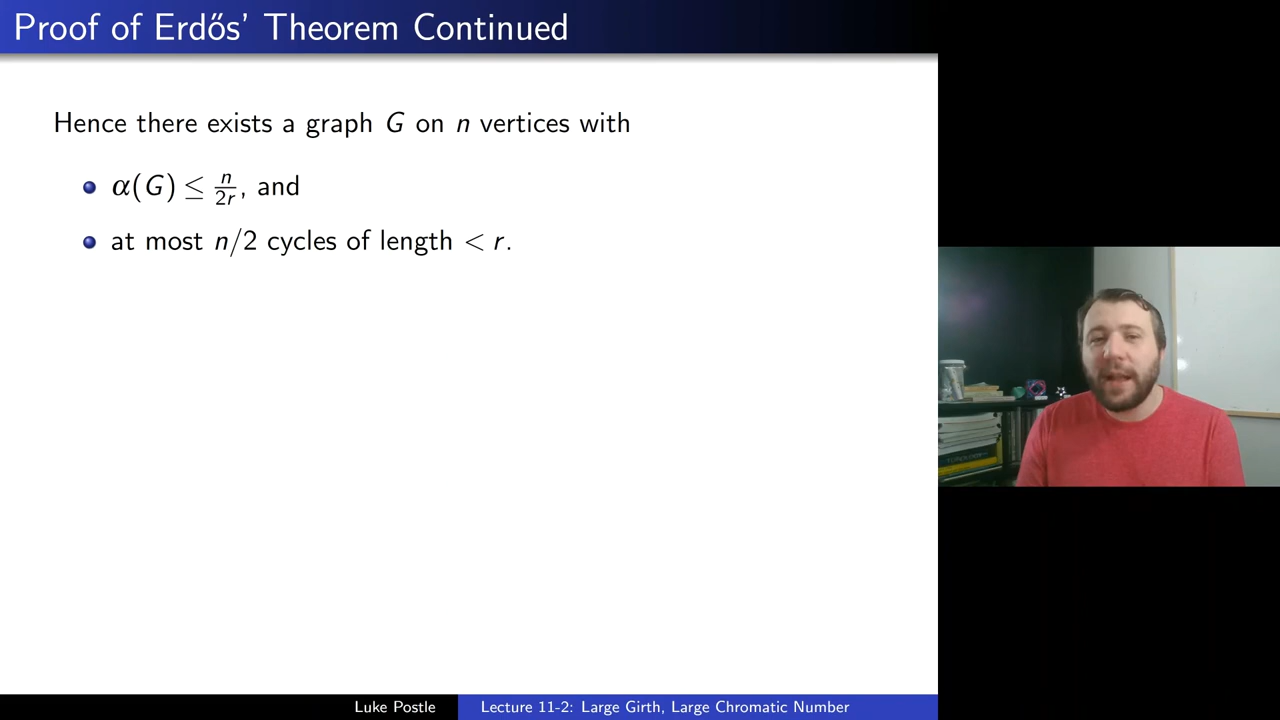 Proof of Erdős' Theorem Continued
Hence there exists a graph G on n vertices with
α(G) ≤ n/2r, and
at most n/2 cycles of length < r.
Luke Postle
Lecture 11-2: Large Girth, Large Chromatic Number